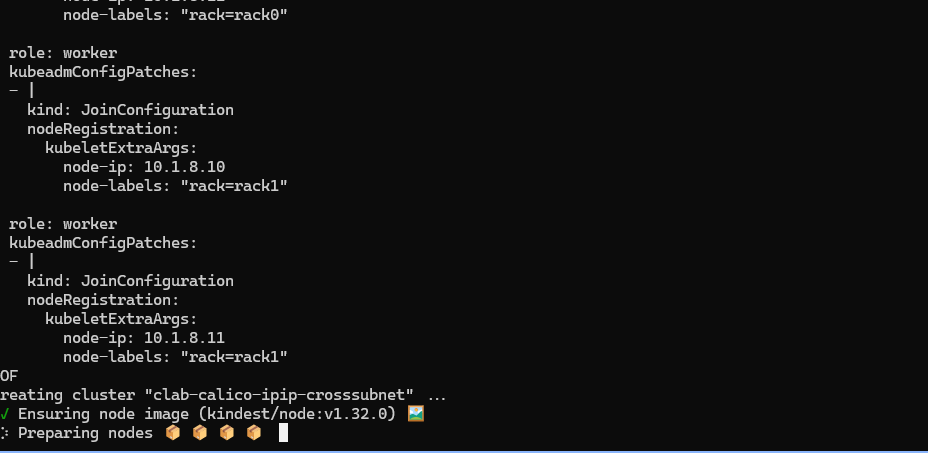 node-labels: "rack=rack0"
role: worker
kubeadmConfigPatches:
- |
kind: JoinConfiguration
nodeRegistration:
kubeletExtraArgs:
node-ip: 10.1.8.10
node-labels: "rack=rack1"
role: worker
kubeadmConfigPatches:
- |
kind: JoinConfiguration
nodeRegistration:
kubeletExtraArgs:
node-ip: 10.1.8.11
node-labels: "rack=rack1"
OF
reating cluster "clab-calico-ipip-crosssubnet" ...
✓ Ensuring node image (kindest/node:v1.32.0) 🖼
Preparing nodes 📦 📦 📦 📦